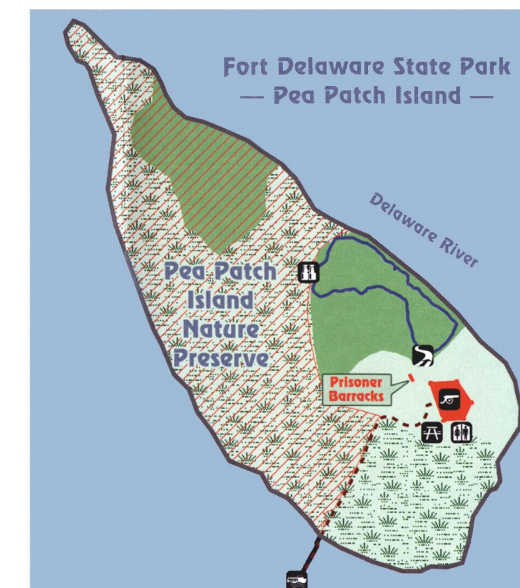 Fort Delaware State Park
— Pea Patch Island —
Delaware River
Pea Patch
Island
Nature
Preserve
Prisoner
Barracks